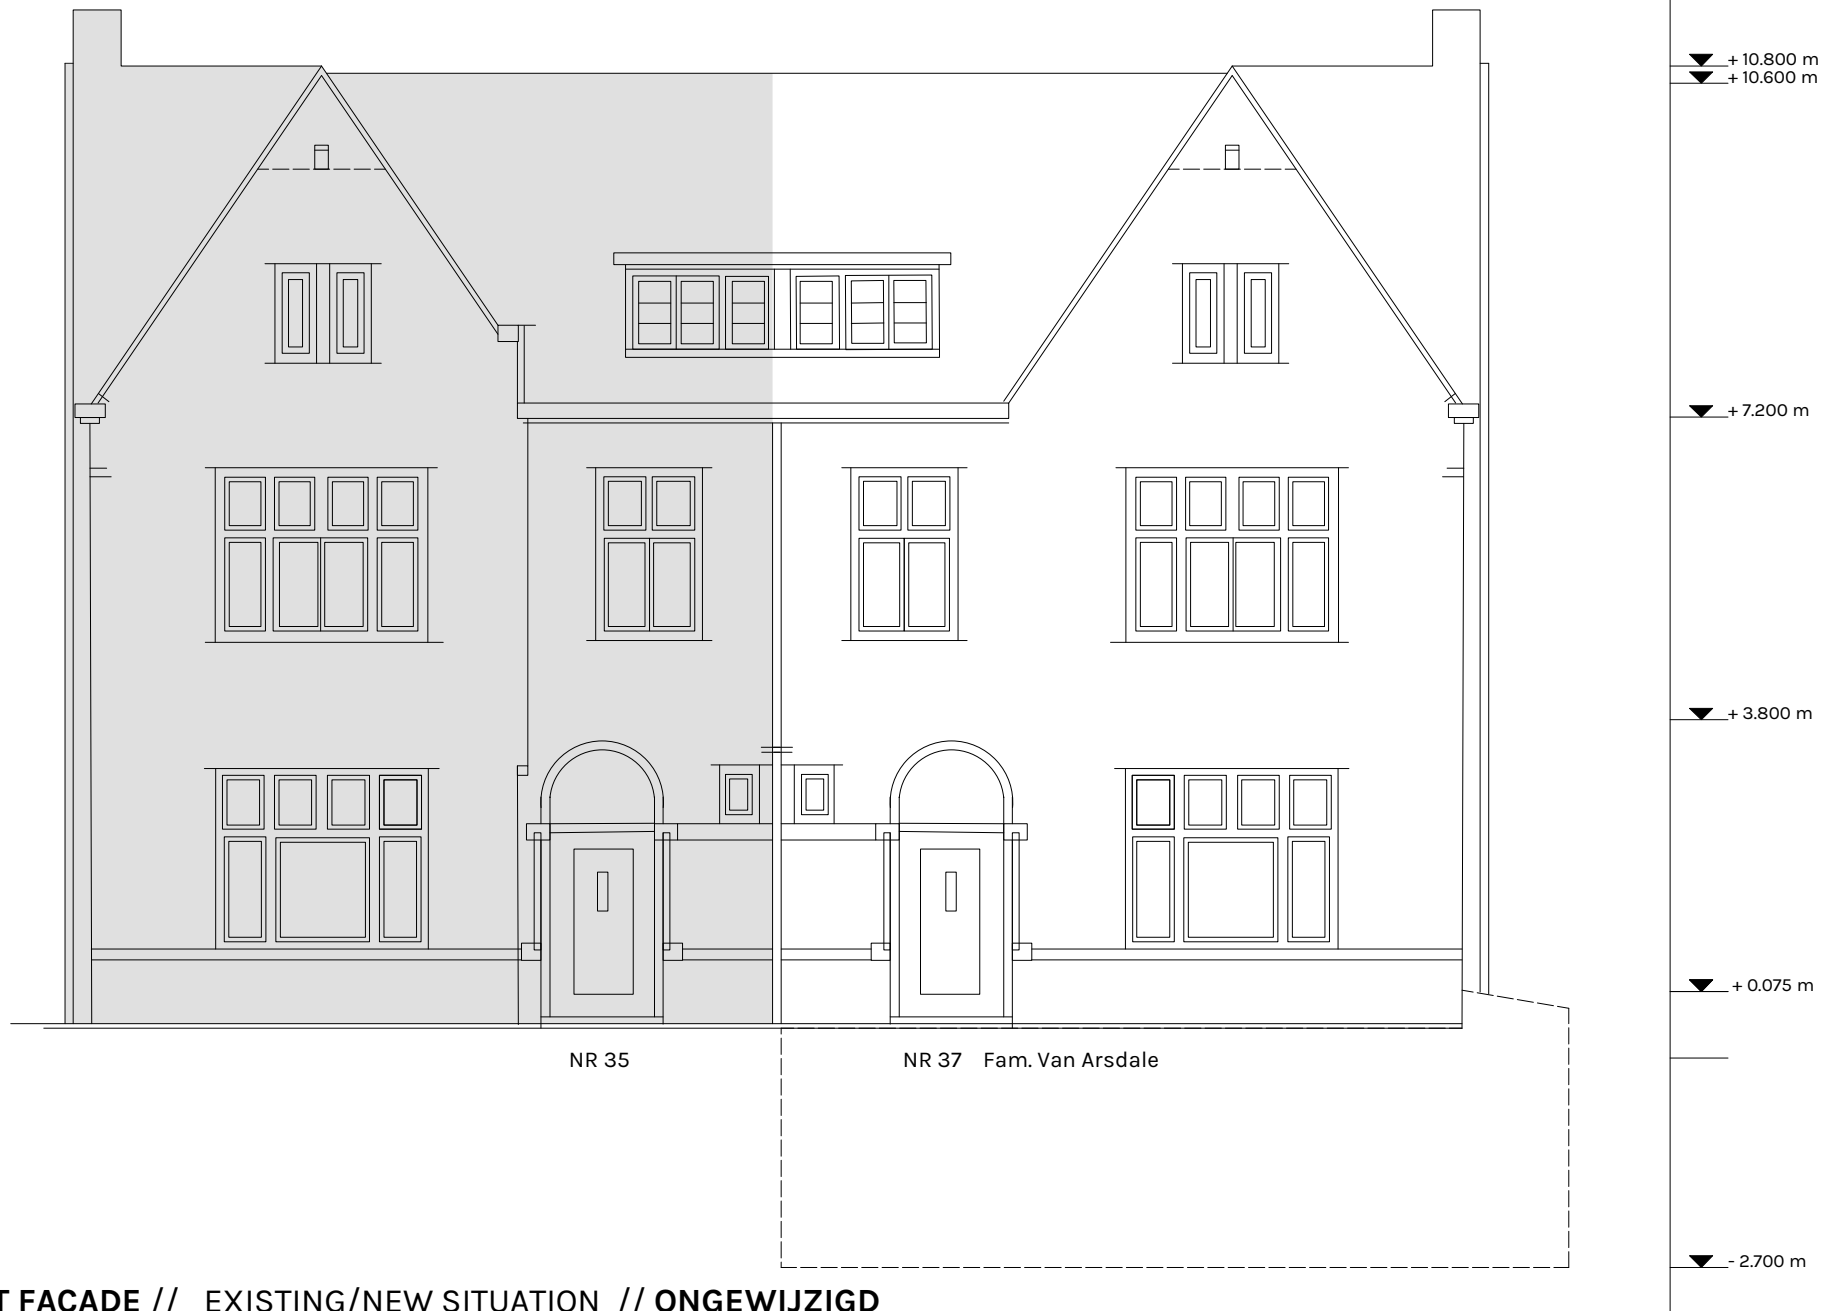 + 10.800 m
+ 10.600 m
+ 7.200 m
+ 3.800 m
+ 0.075 m
NR 35
NR 37 Fam. Van Arsdale
- 2.700 m
T FACADE // EXISTING/NEW SITUATION // ONGEWIJZIGD